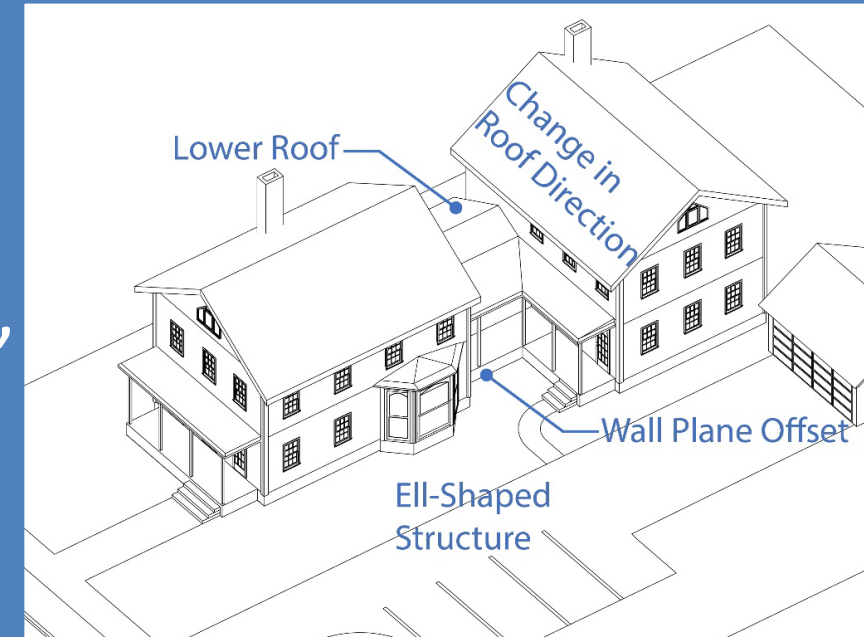 Change in
Roof Direction
Lower Roof
Wall Plane Offset
Ell-Shaped
Structure